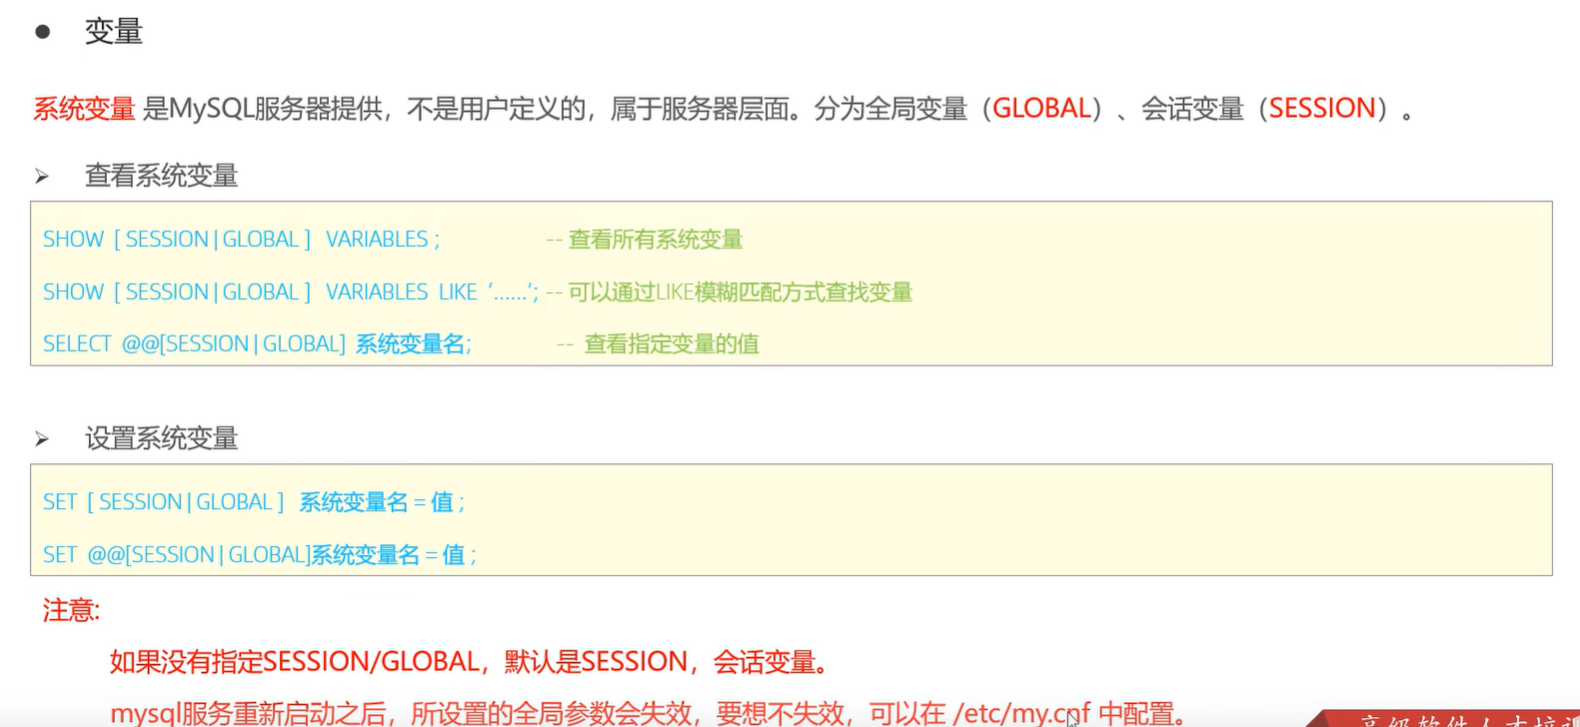 ● 变量
系统变量 是MySQL服务器提供，不是用户定义的，属于服务器层面。分为全局变量（GLOBAL）、会话变量（SESSION）。
➢ 查看系统变量
SHOW [ SESSION | GLOBAL ] VARIABLES ; -- 查看所有系统变量
SHOW [ SESSION | GLOBAL ] VARIABLES LIKE ‘......’; -- 可以通过LIKE模糊匹配方式查找变量
SELECT @@[SESSION | GLOBAL] 系统变量名; -- 查看指定变量的值
➢ 设置系统变量
SET [ SESSION | GLOBAL ] 系统变量名 = 值 ;
SET @@[SESSION | GLOBAL]系统变量名 = 值 ;
注意:
如果没有指定SESSION/GLOBAL，默认是SESSION，会话变量。
mysql服务重新启动之后，所设置的全局参数会失效，要想不失效，可以在 /etc/my.cnf 中配置。
高级软件人才培训